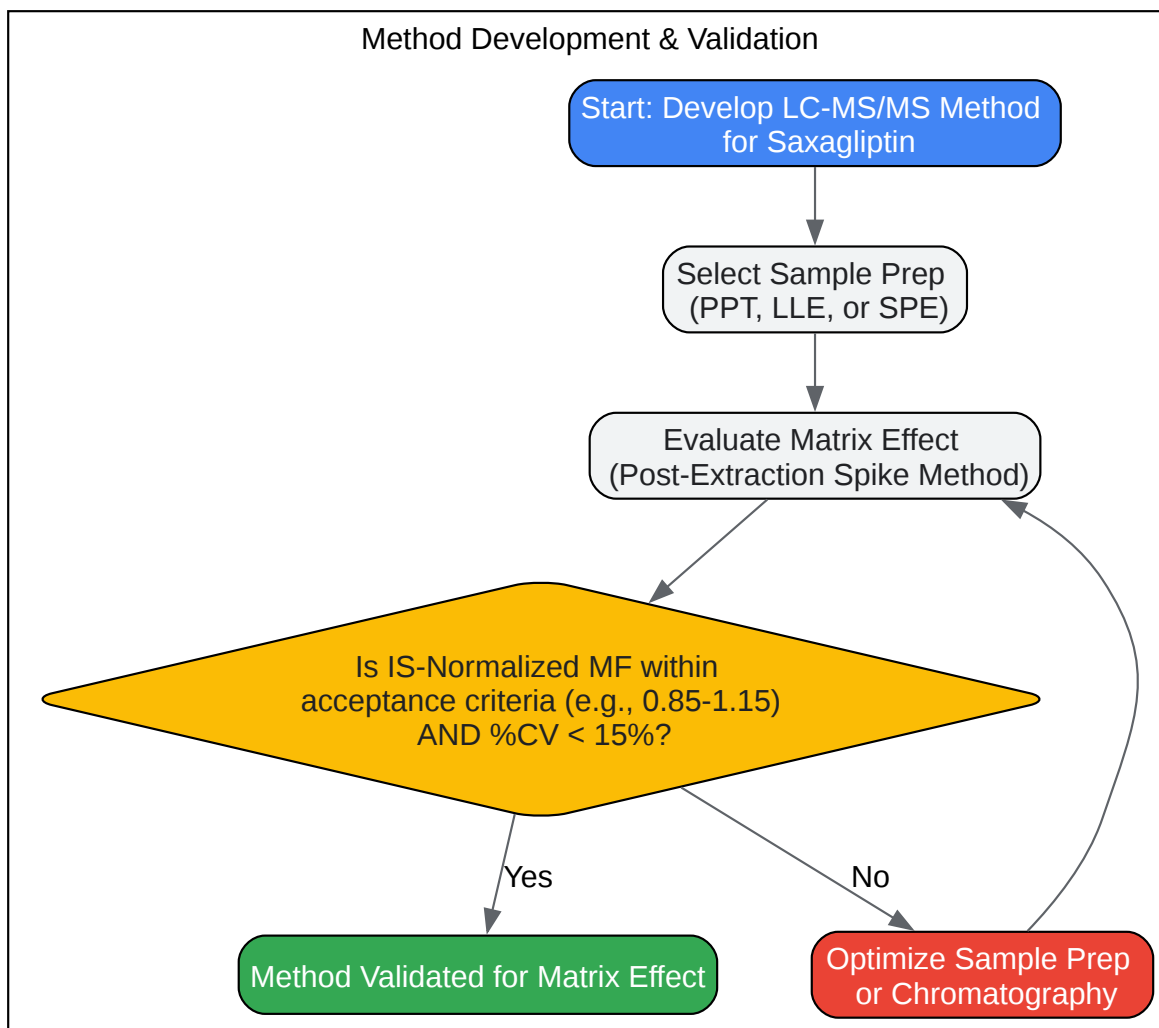 Method Development & Validation
Start: Develop LC-MS/MS Method
for Saxagliptin
Select Sample Prep
(PPT, LLE, or SPE)
Evaluate Matrix Effect
(Post-Extraction Spike Method)
Is IS-Normalized MF within
acceptance criteria (e.g., 0.85-1.15)
AND %CV < 15%?
Yes
No
Method Validated for Matrix Effect
Optimize Sample Prep
or Chromatography